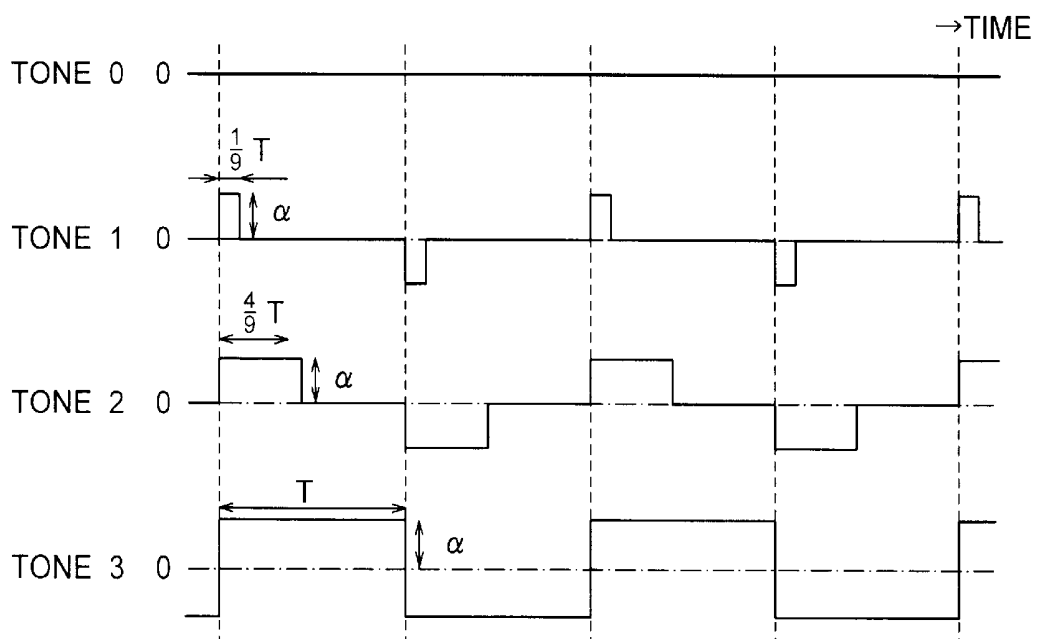 →TIME
TONE 0 0
1/9 T
α
TONE 1 0
4/9 T
α
TONE 2 0
T
α
TONE 3 0